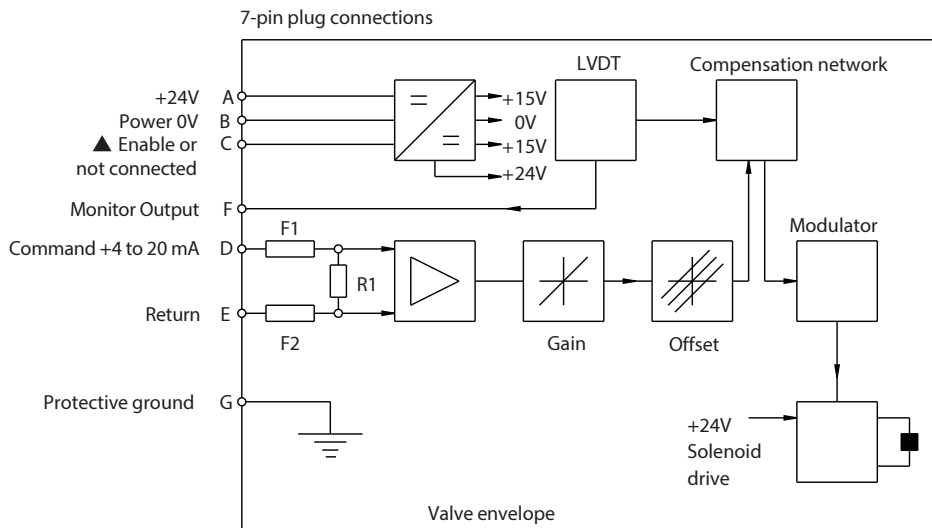 7-pin plug connections
LVDT
Compensation network
+24V A
Power 0V B
▲ Enable or C
not connected
+15V
0V
+15V
+24V
Monitor Output F
F1
Command +4 to 20 mA D
R1
Return E
F2
Gain
Offset
Modulator
Protective ground G
+24V
Solenoid
drive
Valve envelope